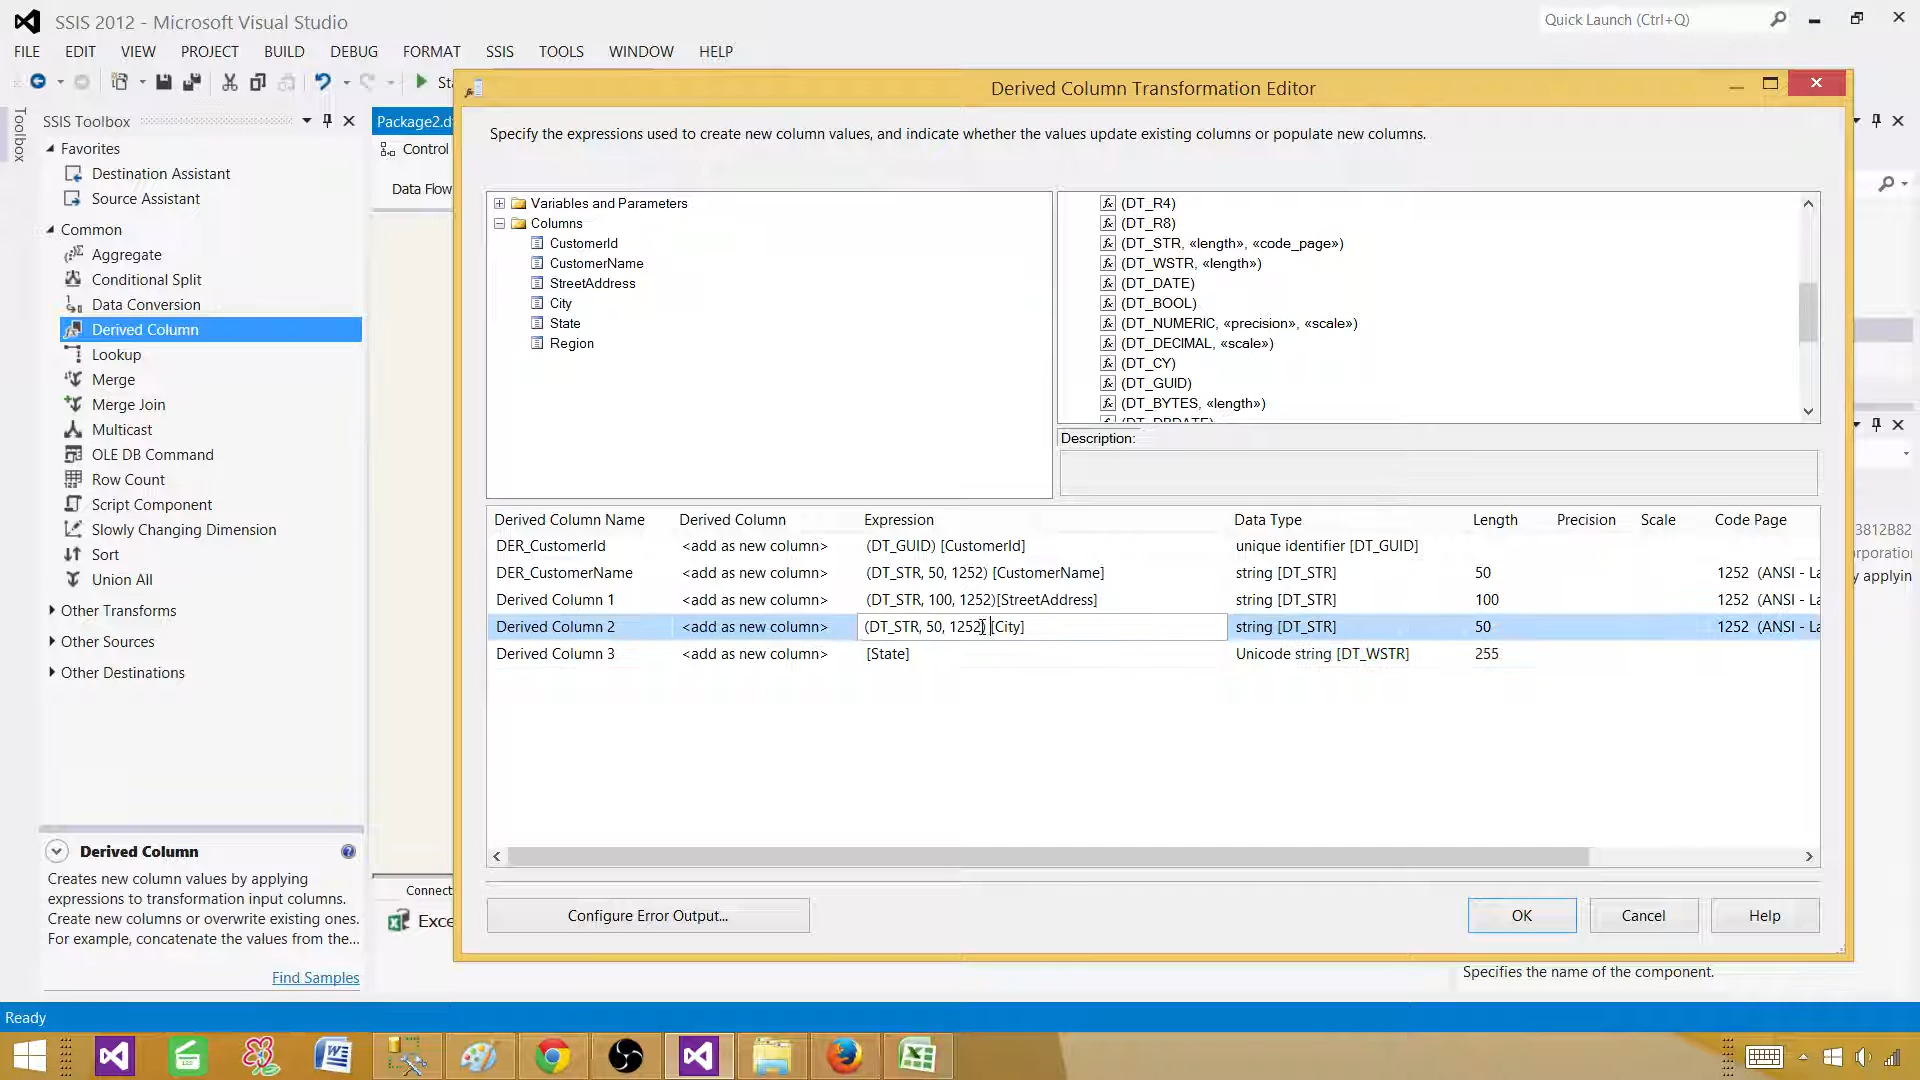 SSIS 2012 - Microsoft Visual Studio
Quick Launch (Ctrl+Q)
FILE EDIT VIEW PROJECT BUILD DEBUG FORMAT SSIS TOOLS WINDOW HELP
Derived Column Transformation Editor
Toolbox
SSIS Toolbox
Favorites
Destination Assistant
Source Assistant
Common
Aggregate
Conditional Split
Data Conversion
Derived Column
Lookup
Merge
Merge Join
Multicast
OLE DB Command
Row Count
Script Component
Slowly Changing Dimension
Sort
Union All
Other Transforms
Other Sources
Other Destinations
Derived Column
Creates new column values by applying
expressions to transformation input columns.
Create new columns or overwrite existing ones.
For example, concatenate the values from the...
Find Samples
Package2.d
Control
Data Flow
Connect
Exce
Specify the expressions used to create new column values, and indicate whether the values update existing columns or populate new columns.
Variables and Parameters
Columns
CustomerId
CustomerName
StreetAddress
City
State
Region
(DT_R4)
(DT_R8)
(DT_STR, «length», «code_page»)
(DT_WSTR, «length»)
(DT_DATE)
(DT_BOOL)
(DT_NUMERIC, «precision», «scale»)
(DT_DECIMAL, «scale»)
(DT_CY)
(DT_GUID)
(DT_BYTES, «length»)
(DT_DBDATE)
Description:
Derived Column Name Derived Column Expression Data Type Length Precision Scale Code Page
DER_CustomerId <add as new column> (DT_GUID) [CustomerId] unique identifier [DT_GUID]
DER_CustomerName <add as new column> (DT_STR, 50, 1252) [CustomerName] string [DT_STR] 50 1252 (ANSI - La
Derived Column 1 <add as new column> (DT_STR, 100, 1252)[StreetAddress] string [DT_STR] 100 1252 (ANSI - La
Derived Column 2 <add as new column> (DT_STR, 50, 1252) [City] string [DT_STR] 50 1252 (ANSI - La
Derived Column 3 <add as new column> [State] Unicode string [DT_WSTR] 255
Configure Error Output...
OK
Cancel
Help
3812B82
rporation
y applyin
Specifies the name of the component.
Ready